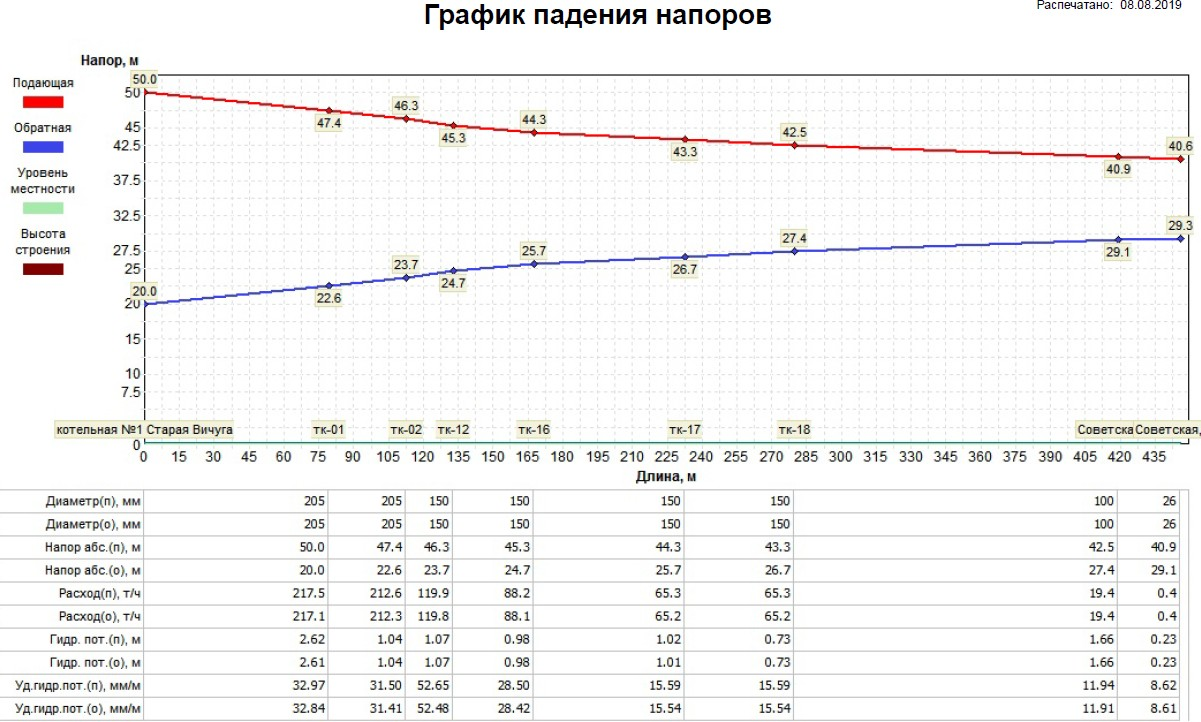 Распечатано: 08.08.2019
График падения напоров
Напор, м
Подающая
Обратная
Уровень
местности
Высота
строения
50
45
42.5
37.5
32.5
27.5
25
20
15
10
7.5
0
50.0
47.4
46.3
45.3
44.3
43.3
42.5
40.9
40.6
20.0
22.6
23.7
24.7
25.7
26.7
27.4
29.1
29.3
котельная №1 Старая Вичуга тк-01 тк-02 тк-12 тк-16 тк-17 тк-18 Советска Советская,
0 15 30 45 60 75 90 105 120 135 150 165 180 195 210 225 240 255 270 285 300 315 330 345 360 375 390 405 420 435
Длина, м
Диаметр(п), мм 205 205 150 150 150 150 100 26
Диаметр(о), мм 205 205 150 150 150 150 100 26
Напор абс.(п), м 50.0 47.4 46.3 45.3 44.3 43.3 42.5 40.9
Напор абс.(о), м 20.0 22.6 23.7 24.7 25.7 26.7 27.4 29.1
Расход(п), т/ч 217.5 212.6 119.9 88.2 65.3 65.3 19.4 0.4
Расход(о), т/ч 217.1 212.3 119.8 88.1 65.2 65.2 19.4 0.4
Гидр. пот.(п), м 2.62 1.04 1.07 0.98 1.02 0.73 1.66 0.23
Гидр. пот.(о), м 2.61 1.04 1.07 0.98 1.01 0.73 1.66 0.23
Уд.гидр.пот.(п), мм/м 32.97 31.50 52.65 28.50 15.59 15.59 11.94 8.62
Уд.гидр.пот.(о), мм/м 32.84 31.41 52.48 28.42 15.54 15.54 11.91 8.61